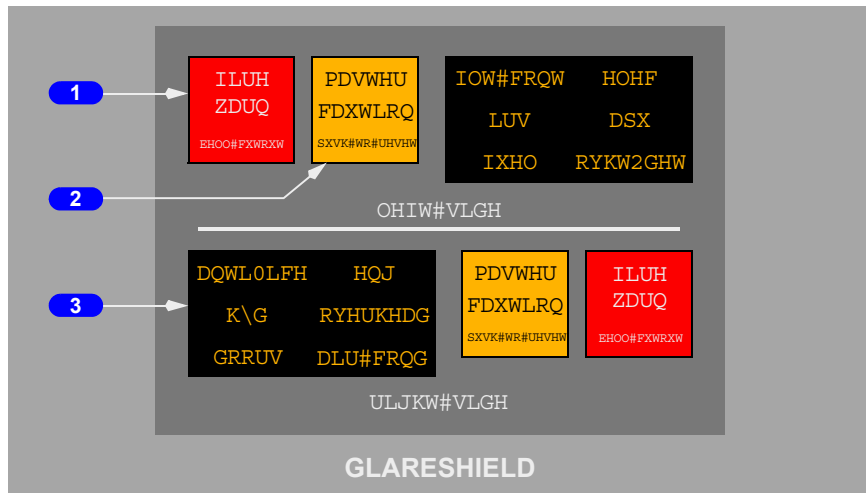 1
ILUH
ZDUQ
EHOO#FXWRXW
PDVWHU
FDXWLRQ
SXVK#WR#UHVHW
IOW#FRQW HOHF
LUV DSX
IXHO RYKW2GHW
2
OHIW#VLGH
DQWL0LFH HQJ
K\G RYHUKHDG
GRRUV DLU#FRQG
PDVWHU
FDXWLRQ
SXVK#WR#UHVHW
ILUH
ZDUQ
EHOO#FXWRXW
3
ULJKW#VLGH
GLARESHIELD